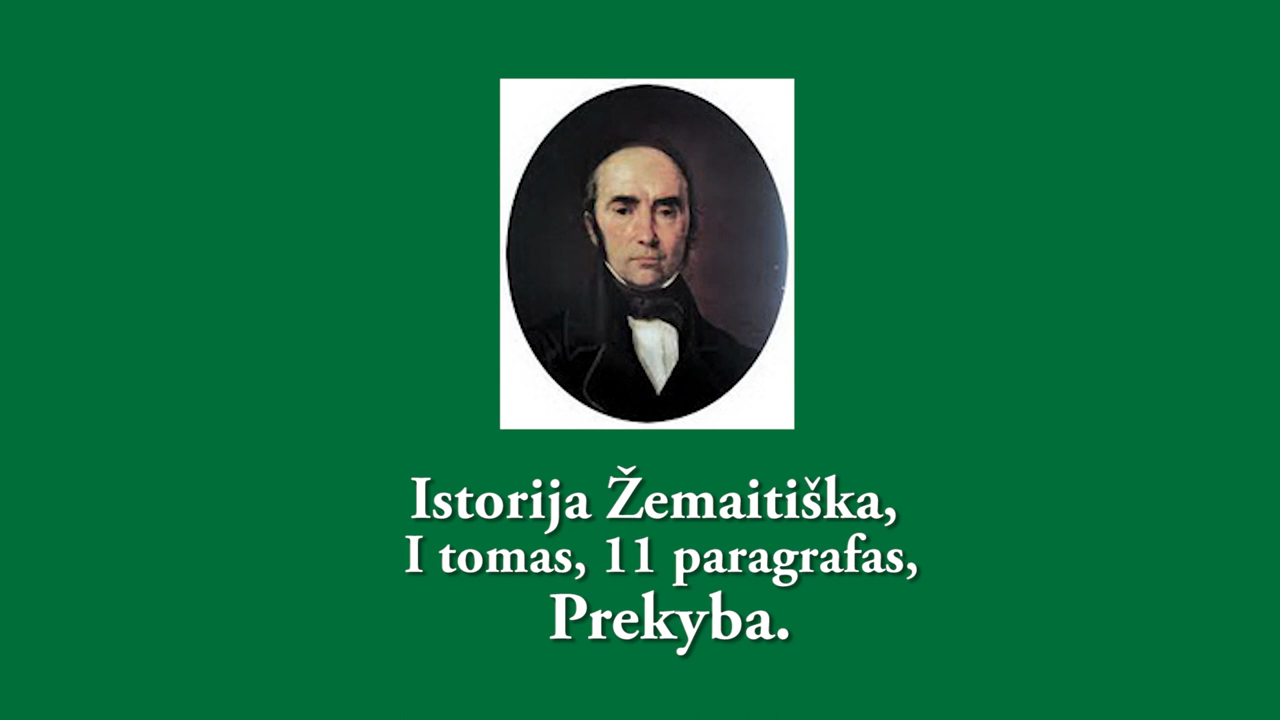 Istorija Žemaitiška,
I tomas, 11 paragrafas,
Prekyba.